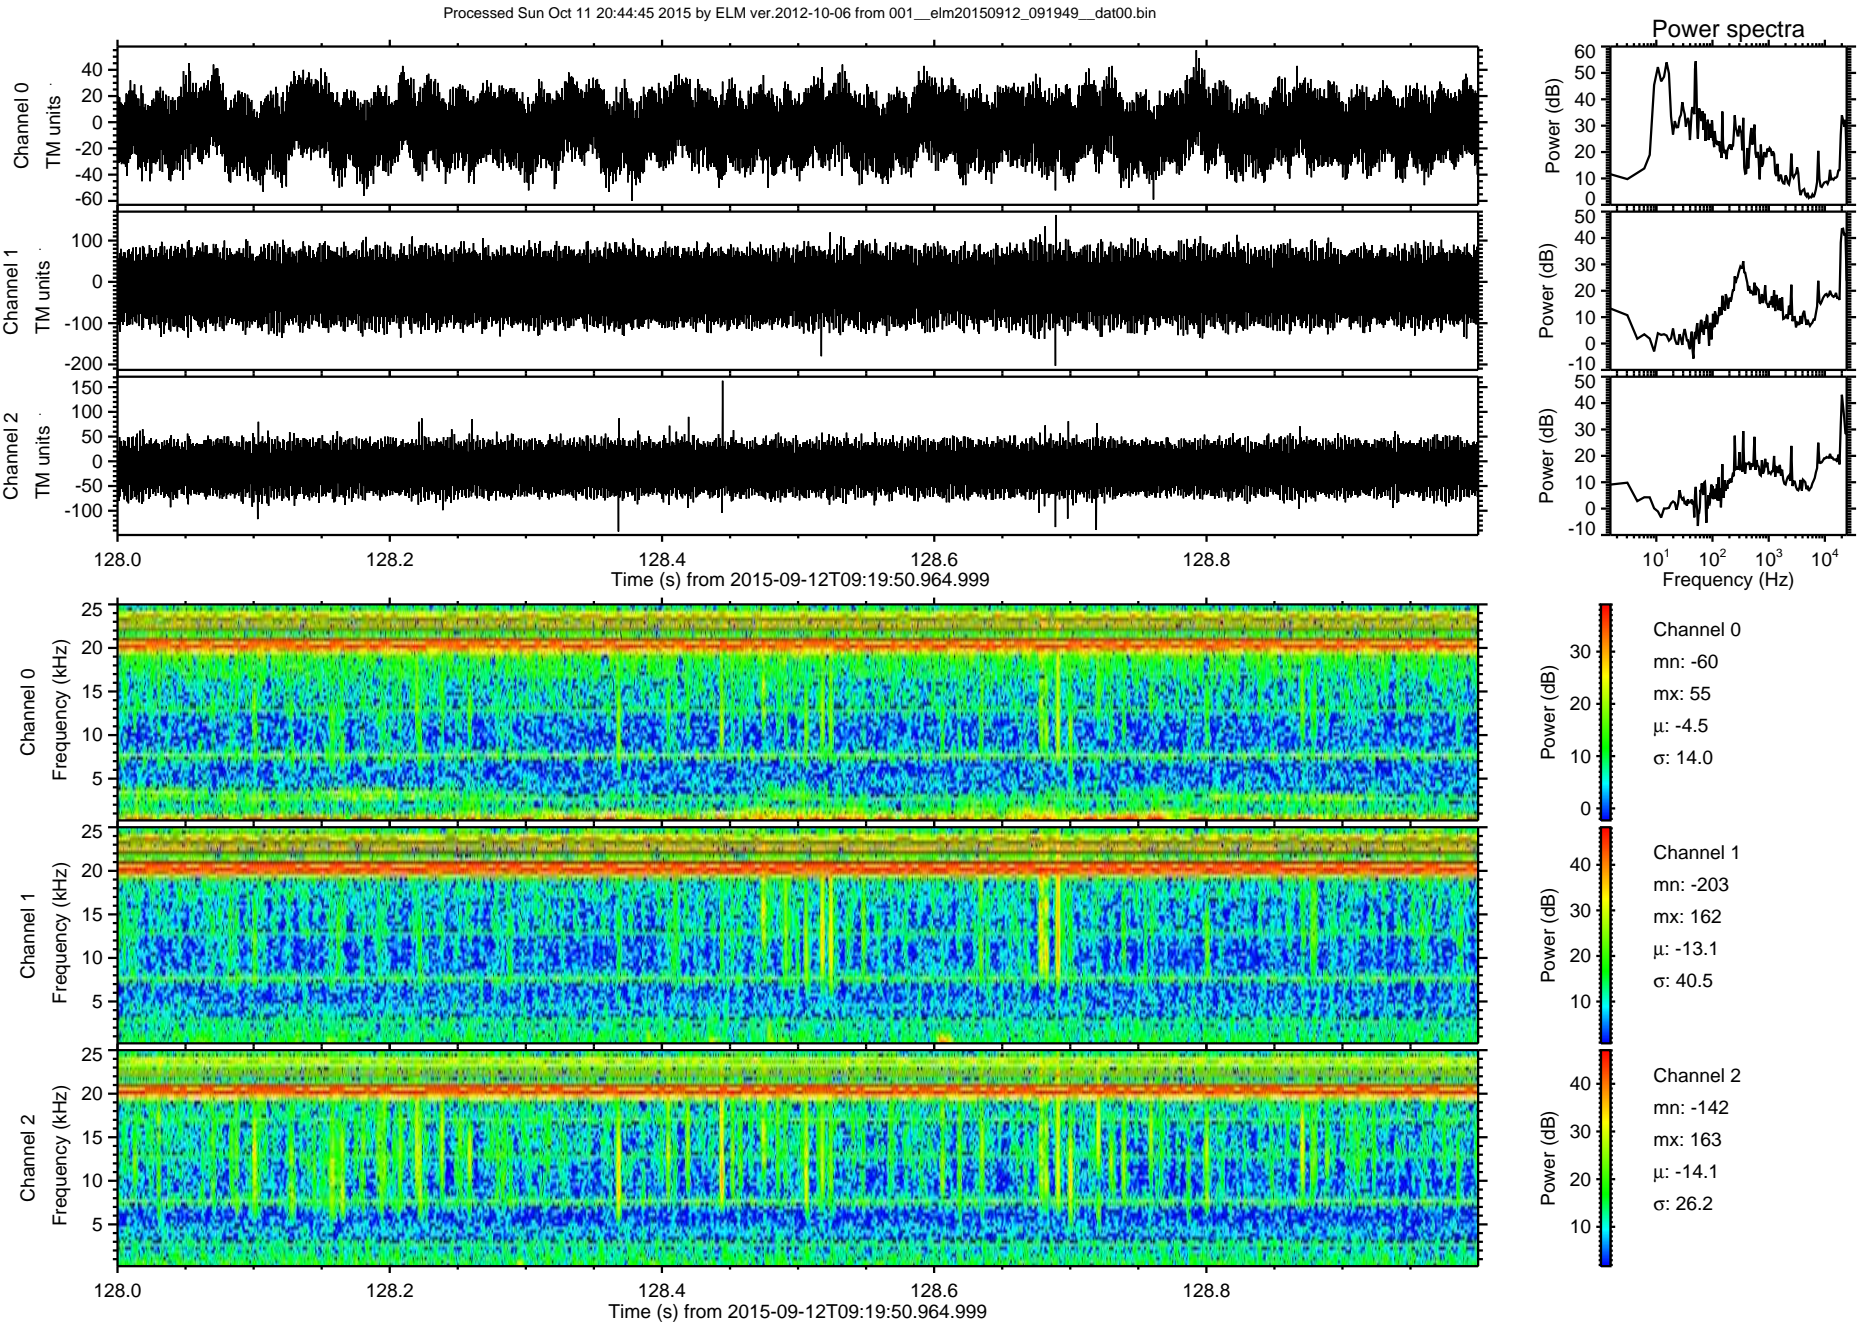 Processed Sun Oct 11 20:44:45 2015 by ELM ver.2012-10-06 from 001__elm20150912_091949__dat00.bin
Power spectra
Channel 0
TM units
40
20
0
-20
-40
-60
Power (dB)
60
50
40
30
20
10
0
Channel 1
TM units
100
0
-100
-200
Power (dB)
50
40
30
20
10
0
-10
Channel 2
TM units
150
100
50
0
-50
-100
Power (dB)
50
40
30
20
10
0
-10
128.0 128.2 128.4 128.6 128.8
Time (s) from 2015-09-12T09:19:50.964.999
10^1 10^2 10^3 10^4
Frequency (Hz)
Channel 0
Frequency (kHz)
25
20
15
10
5
Power (dB)
30
20
10
0
Channel 0
mn: -60
mx: 55
μ: -4.5
σ: 14.0
Channel 1
Frequency (kHz)
25
20
15
10
5
Power (dB)
40
30
20
10
Channel 1
mn: -203
mx: 162
μ: -13.1
σ: 40.5
Channel 2
Frequency (kHz)
25
20
15
10
5
Power (dB)
40
30
20
10
Channel 2
mn: -142
mx: 163
μ: -14.1
σ: 26.2
128.0 128.2 128.4 128.6 128.8
Time (s) from 2015-09-12T09:19:50.964.999